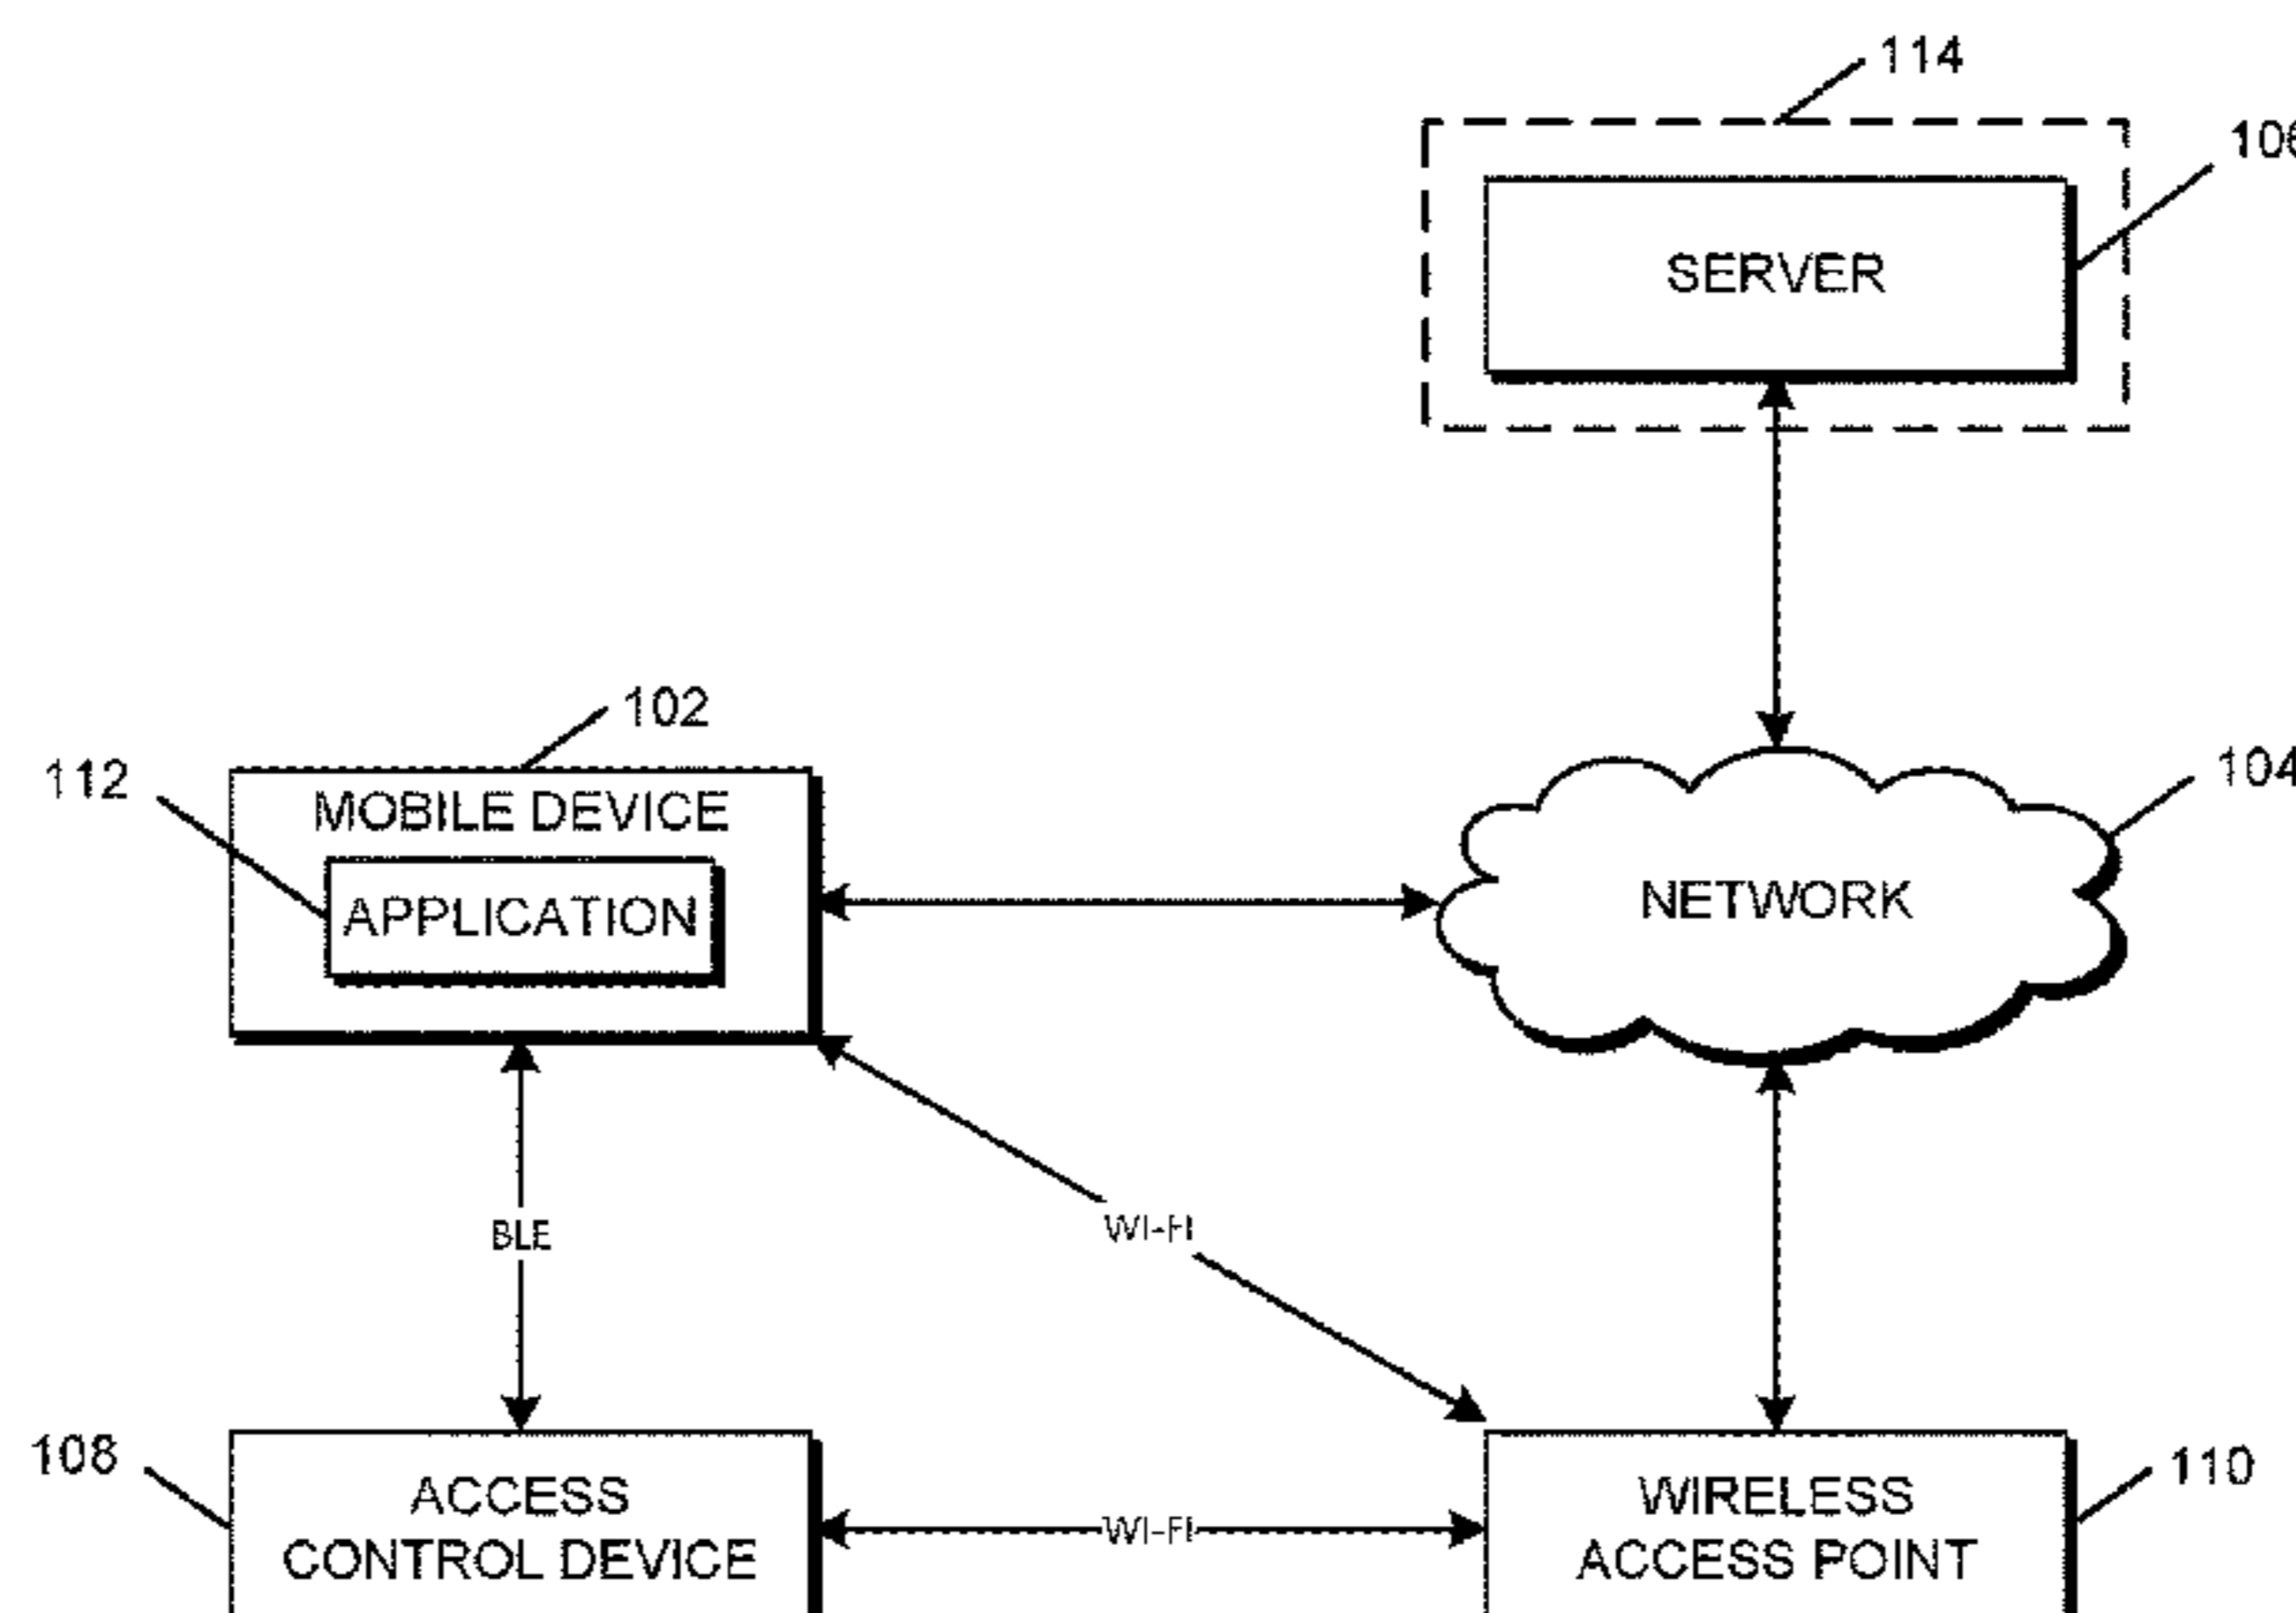 114
106
SERVER
102
112
MOBILE DEVICE
104
APPLICATION
NETWORK
BLE
WI-FI
108
110
ACCESS
CONTROL DEVICE
WI-FI
WIRELESS
ACCESS POINT